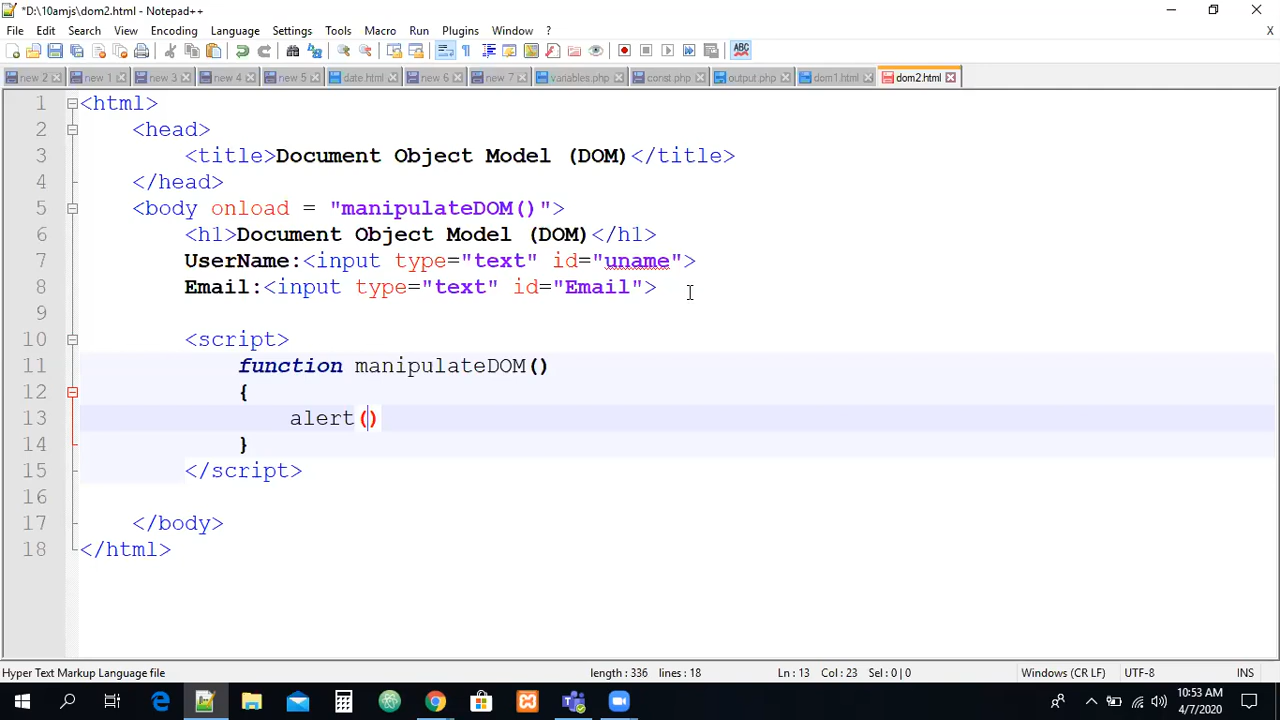 *D:\10amjs\dom2.html - Notepad++
File Edit Search View Encoding Language Settings Tools Macro Run Plugins Window ? X
new 2 new 1 new 3 new 4 new 5 date.html new 6 new 7 variables.php const.php output.php dom1.html dom2.html
1 <html>
2 <head>
3 <title>Document Object Model (DOM)</title>
4 </head>
5 <body onload = "manipulateDOM()">
6 <h1>Document Object Model (DOM)</h1>
7 UserName:<input type="text" id="uname">
8 Email:<input type="text" id="Email">
9
10 <script>
11 function manipulateDOM()
12 {
13 alert()
14 }
15 </script>
16
17 </body>
18 </html>
Hyper Text Markup Language file length : 336 lines : 18 Ln : 13 Col : 23 Sel : 0 | 0 Windows (CR LF) UTF-8 INS
10:53 AM
4/7/2020